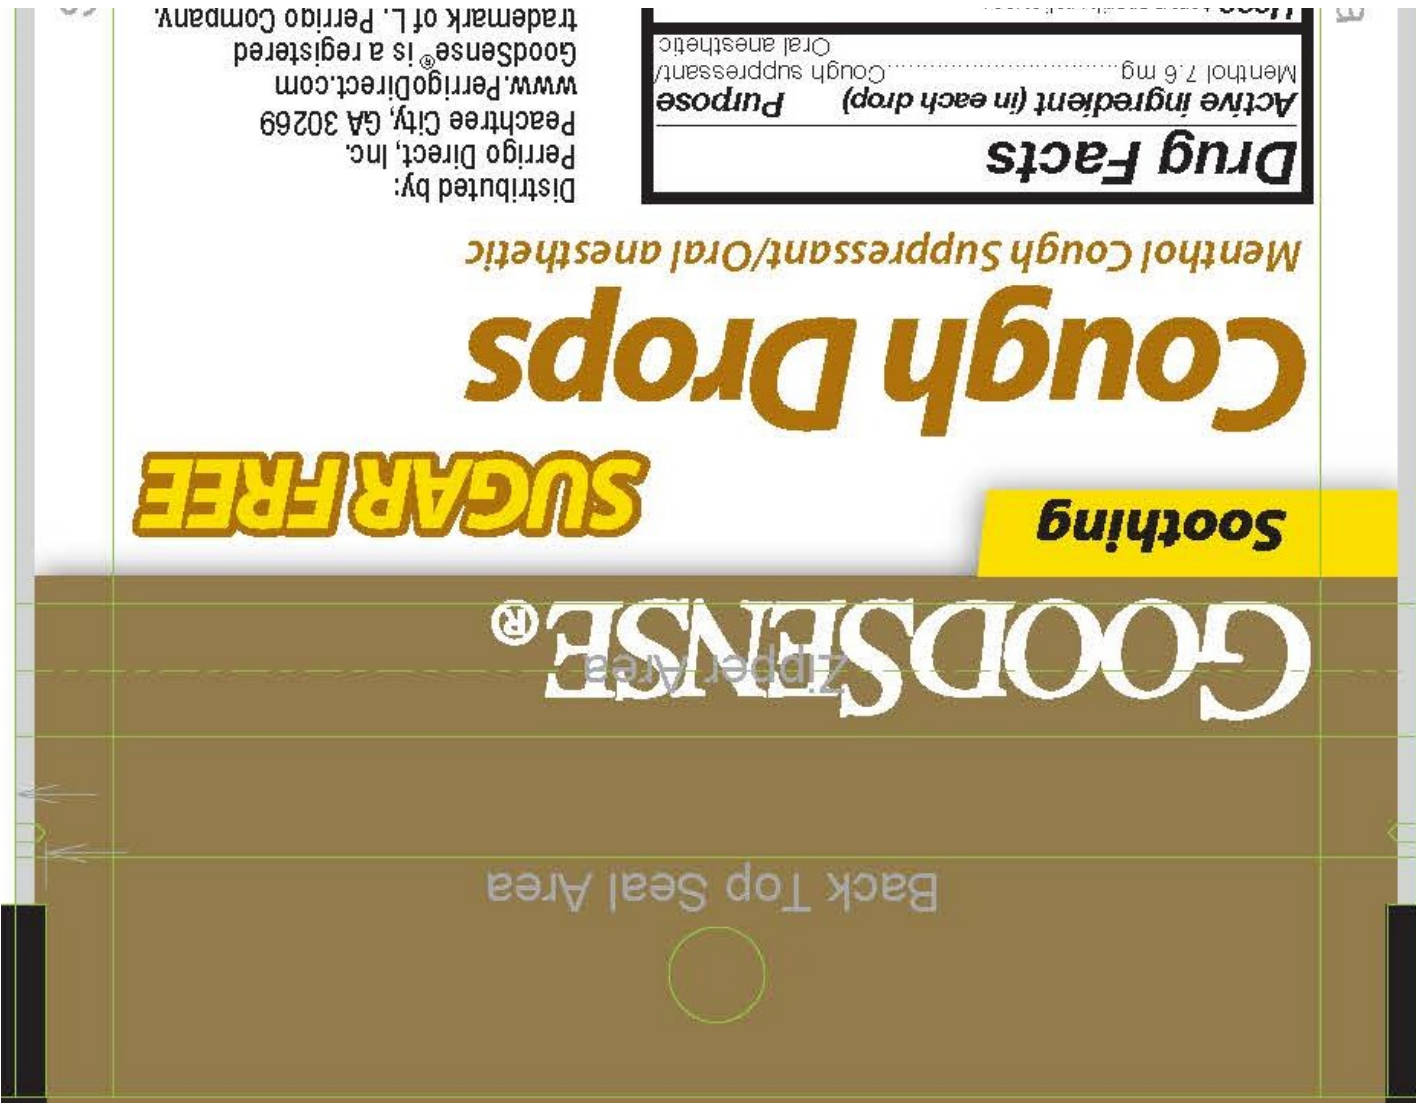 Back Top Seal Area
Zipper Area
GOODSENSE®
Soothing
SUGAR FREE
Cough Drops
Menthol Cough Suppressant/Oral anesthetic
Drug Facts
Active ingredient (in each drop) Purpose
Menthol 7.6 mg..................................Cough suppressant/
Oral anesthetic
Distributed by:
Perrigo Direct, Inc.
Peachtree City, GA 30269
www.PerrigoDirect.com
GoodSense® is a registered
trademark of L. Perrigo Company.